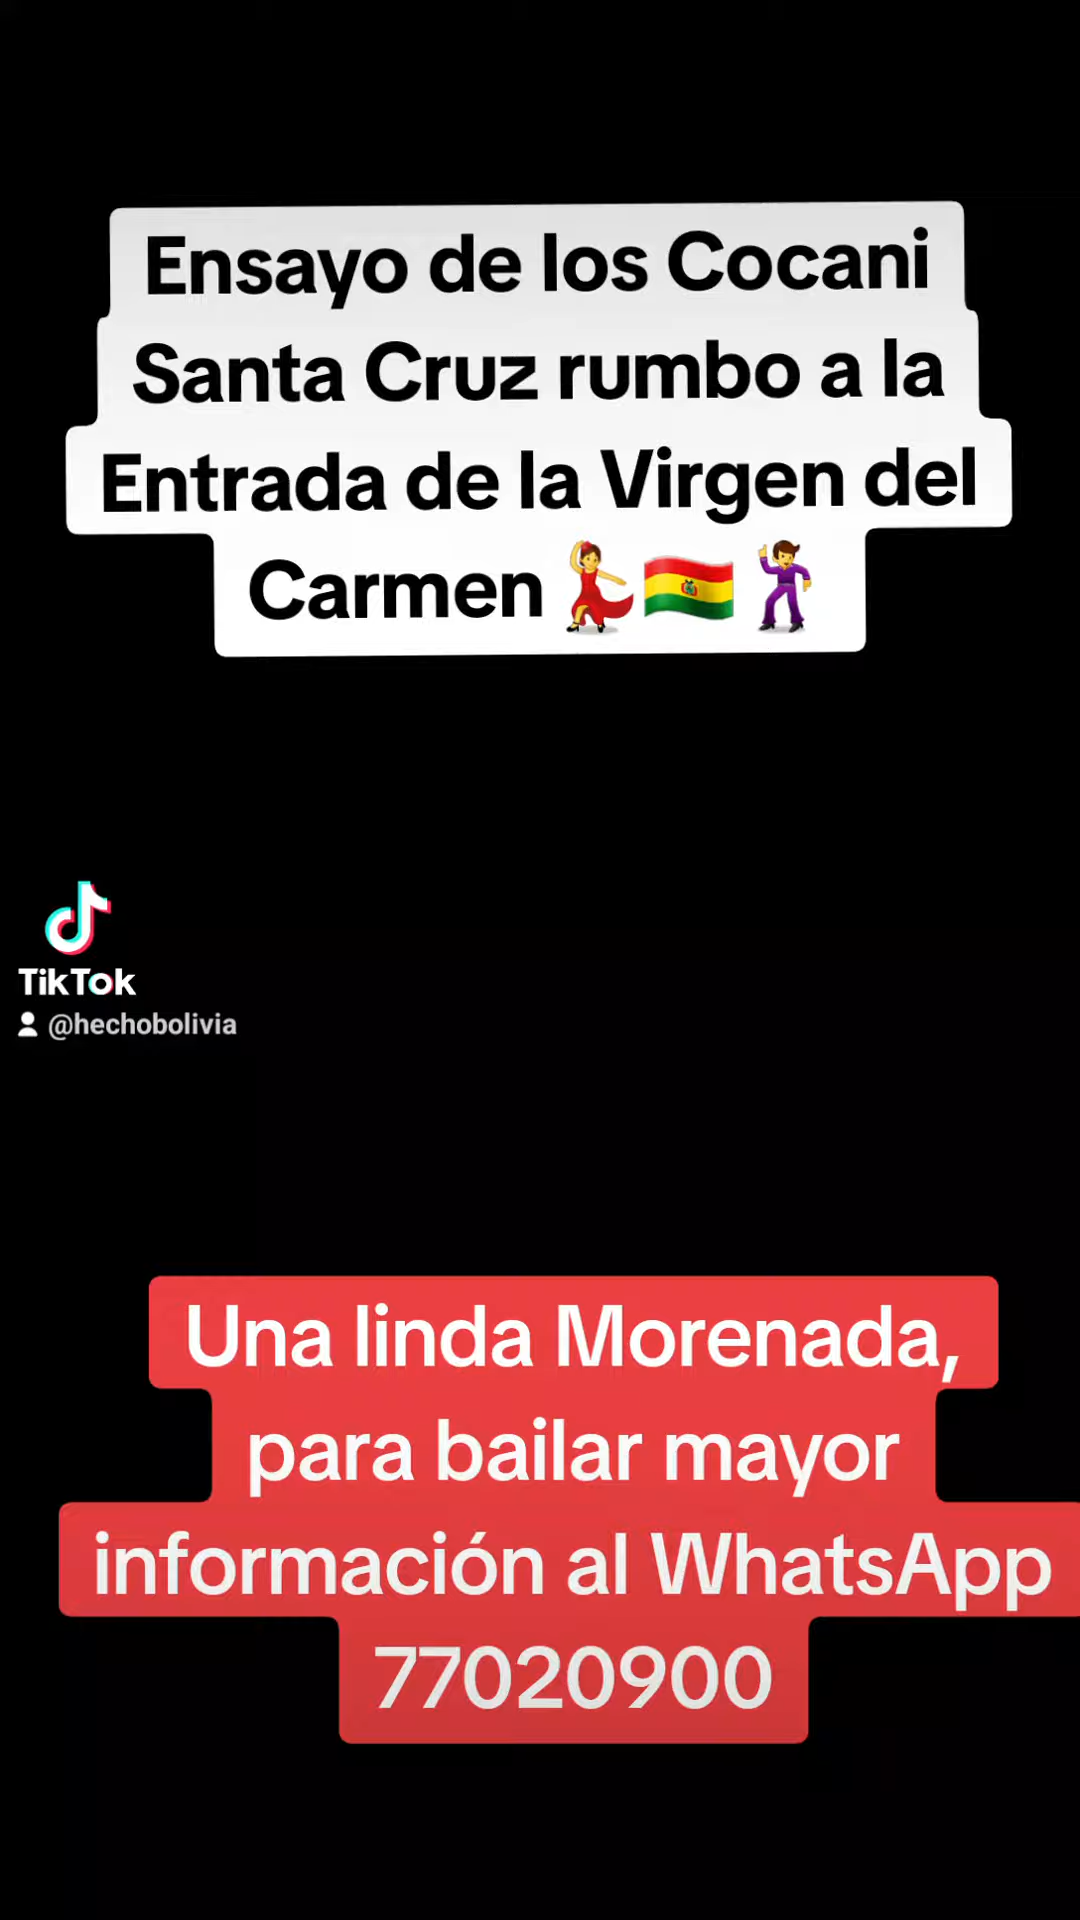 Ensayo de los Cocani
Santa Cruz rumbo a la
Entrada de la Virgen del
Carmen💃🇧🇴🕺
TikTok
@hechobolivia
Una linda Morenada,
para bailar mayor
información al WhatsApp
77020900